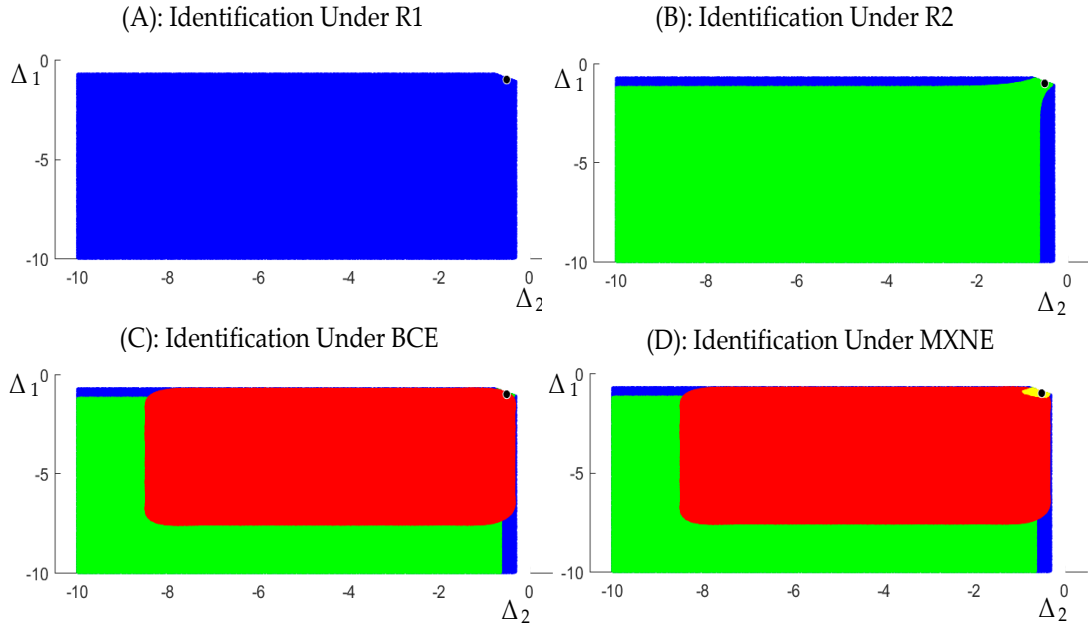 (A): Identification Under R1
0
Δ1
-5
-10
-10 -8 -6 -4 -2 0
Δ2
(B): Identification Under R2
0
Δ1
-5
-10
-10 -8 -6 -4 -2 0
Δ2
(C): Identification Under BCE
0
Δ1
-5
-10
-10 -8 -6 -4 -2 0
Δ2
(D): Identification Under MXNE
0
Δ1
-5
-10
-10 -8 -6 -4 -2 0
Δ2